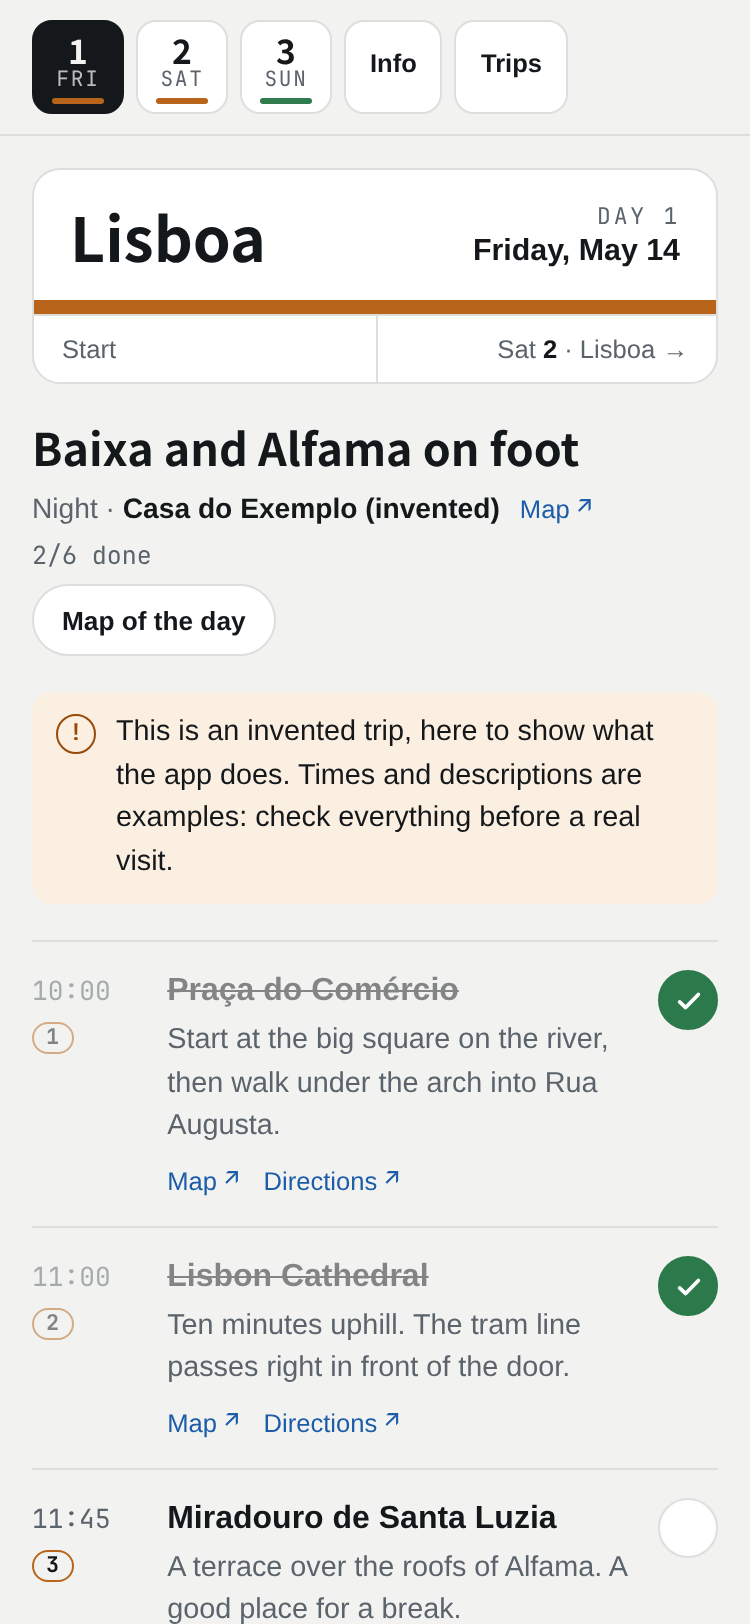 1 2 3 Info Trips
FRI SAT SUN
Lisboa
DAY 1
Friday, May 14
Start
Sat 2 · Lisboa →
Baixa and Alfama on foot
Night · Casa do Exemplo (invented) Map
2/6 done
Map of the day
! This is an invented trip, here to show what
the app does. Times and descriptions are
examples: check everything before a real
visit.
10:00 Praça do Comércio
1 Start at the big square on the river,
then walk under the arch into Rua
Augusta.
Map Directions
11:00 Lisbon Cathedral
2 Ten minutes uphill. The tram line
passes right in front of the door.
Map Directions
11:45 Miradouro de Santa Luzia
3 A terrace over the roofs of Alfama. A
good place for a break.